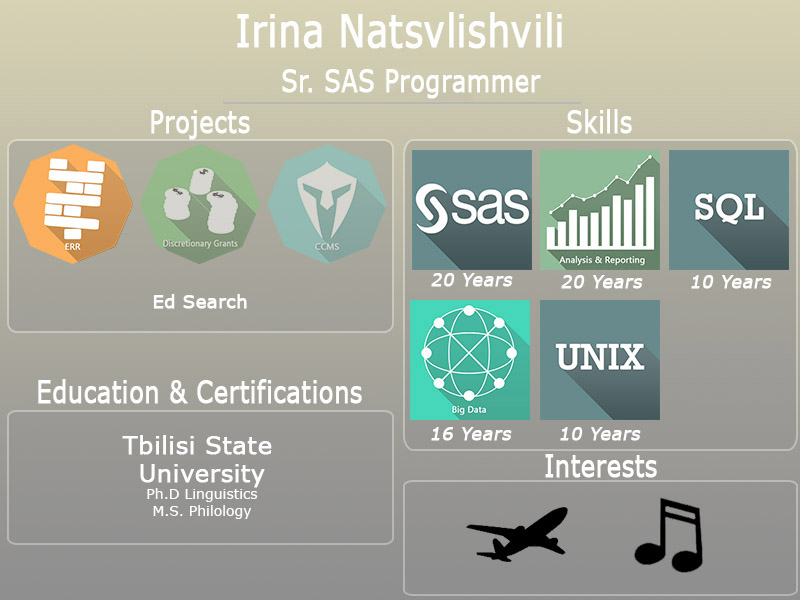 Irina Natsvlishvili
Sr. SAS Programmer
Projects
ERR
Discretionary Grants
CCMS
Ed Search
Education & Certifications
Tbilisi State
University
Ph.D Linguistics
M.S. Philology
Skills
sas
Analysis & Reporting
SQL
20 Years
20 Years
10 Years
Big Data
UNIX
16 Years
10 Years
Interests